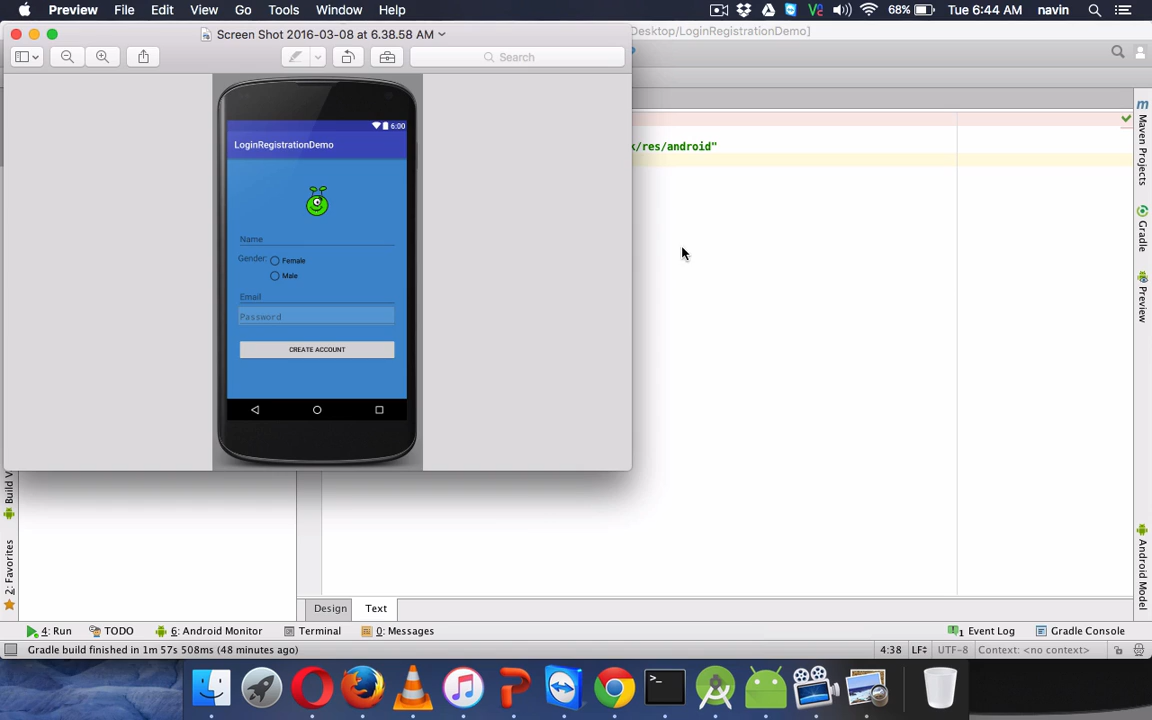 Preview File Edit View Go Tools Window Help 68% Tue 6:44 AM navin
Screen Shot 2016-03-08 at 6.38.58 AM
Desktop/LoginRegistrationDemo]
Search
6:00
LoginRegistrationDemo
k/res/android"
Name
Gender: Female
Male
Email
Password
CREATE ACCOUNT
m
Maven Projects
Gradle
Preview
Android Model
Build V
2: Favorites
Design Text
4: Run TODO 6: Android Monitor Terminal 0: Messages 1 Event Log Gradle Console
Gradle build finished in 1m 57s 508ms (48 minutes ago) 4:38 LF UTF-8 Context: <no context>